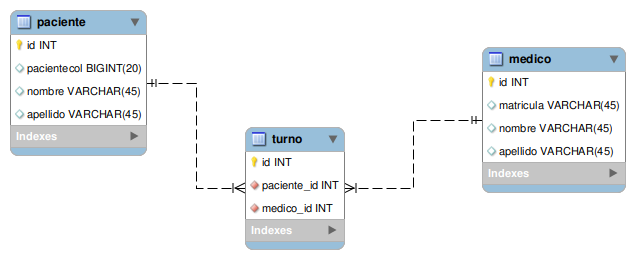 paciente
id INT
pacientecol BIGINT(20)
nombre VARCHAR(45)
apellido VARCHAR(45)
Indexes
turno
id INT
paciente_id INT
medico_id INT
Indexes
medico
id INT
matricula VARCHAR(45)
nombre VARCHAR(45)
apellido VARCHAR(45)
Indexes